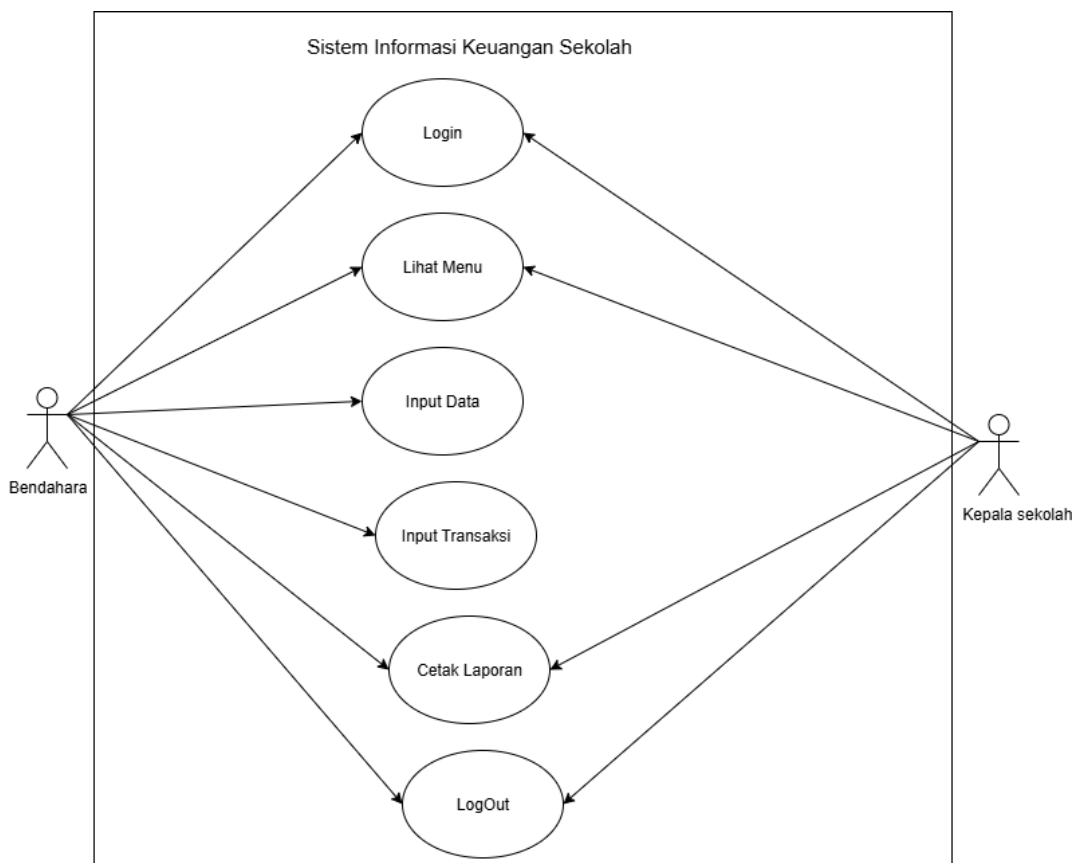 Sistem Informasi Keuangan Sekolah
Login
Lihat Menu
Input Data
Bendahara
Input Transaksi
Kepala sekolah
Cetak Laporan
LogOut